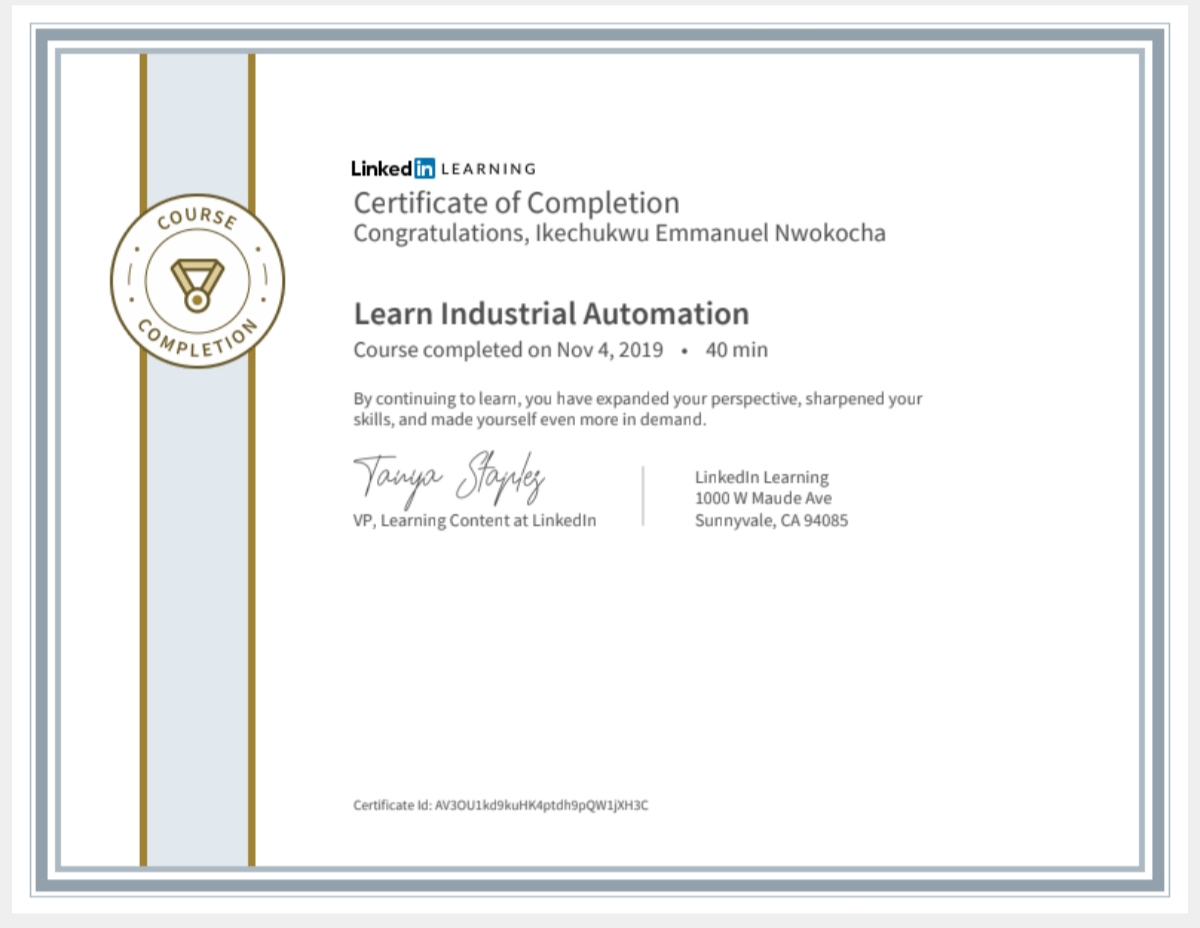 COURSE
COMPLETION
Linkedin LEARNING
Certificate of Completion
Congratulations, Ikechukwu Emmanuel Nwokocha
Learn Industrial Automation
Course completed on Nov 4, 2019 • 40 min
By continuing to learn, you have expanded your perspective, sharpened your
skills, and made yourself even more in demand.
Tanya Staples
VP, Learning Content at LinkedIn
LinkedIn Learning
1000 W Maude Ave
Sunnyvale, CA 94085
Certificate Id: AV3OU1kd9kuHK4ptdh9pQW1jXH3C